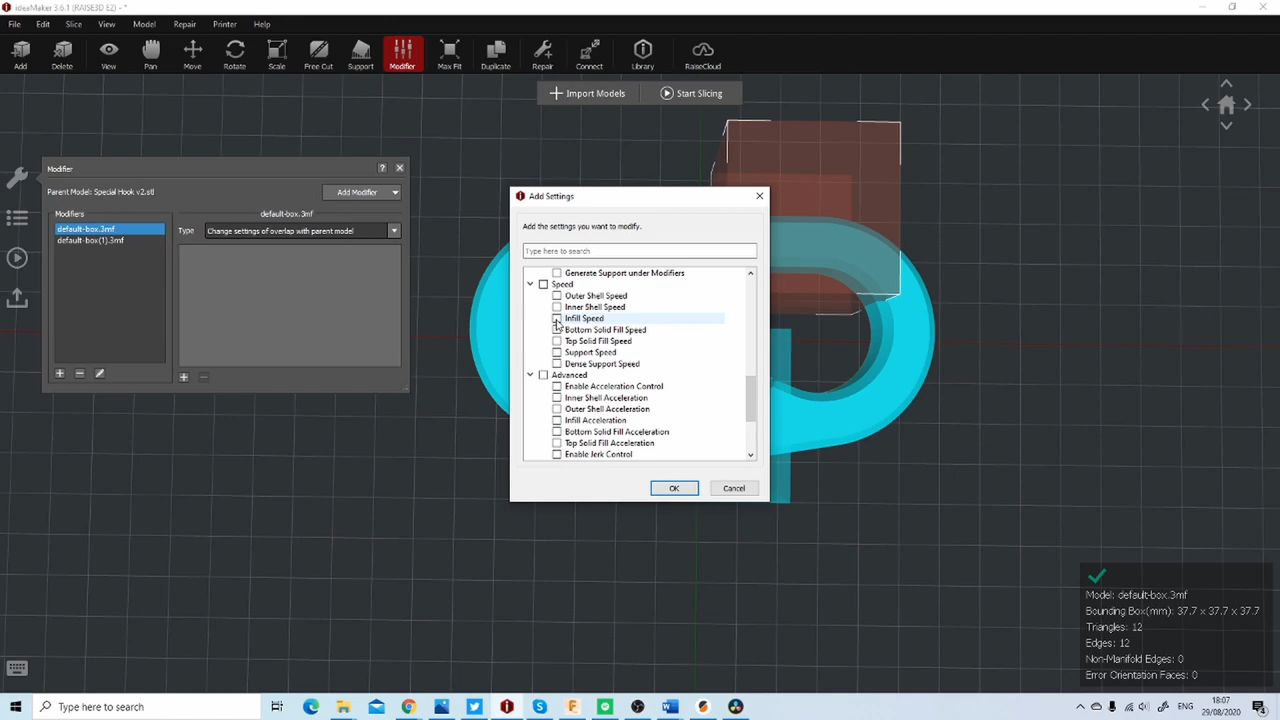 ideaMaker 3.6.1 (RAISE3D E2) - *
File Edit Slice View Model Repair Printer Help
Add Delete View Pan Move Rotate Scale Free Cut Support Modifier Max Fit Duplicate Repair Connect Library RaiseCloud
Import Models Start Slicing
Modifier ?
Parent Model: Special Hook v2.stl
Add Modifier
Modifiers
default-box.3mf
default-box(1).3mf
default-box.3mf
Type Change settings of overlap with parent model
Add Settings
Add the settings you want to modify.
Type here to search
Generate Support under Modifiers
Speed
Outer Shell Speed
Inner Shell Speed
Infill Speed
Bottom Solid Fill Speed
Top Solid Fill Speed
Support Speed
Dense Support Speed
Advanced
Enable Acceleration Control
Inner Shell Acceleration
Outer Shell Acceleration
Infill Acceleration
Bottom Solid Fill Acceleration
Top Solid Fill Acceleration
Enable Jerk Control
OK Cancel
Model: default-box.3mf
Bounding Box(mm): 37.7 x 37.7 x 37.7
Triangles: 12
Edges: 12
Non-Manifold Edges: 0
Error Orientation Faces: 0
Type here to search
ENG
18:07
29/08/2020